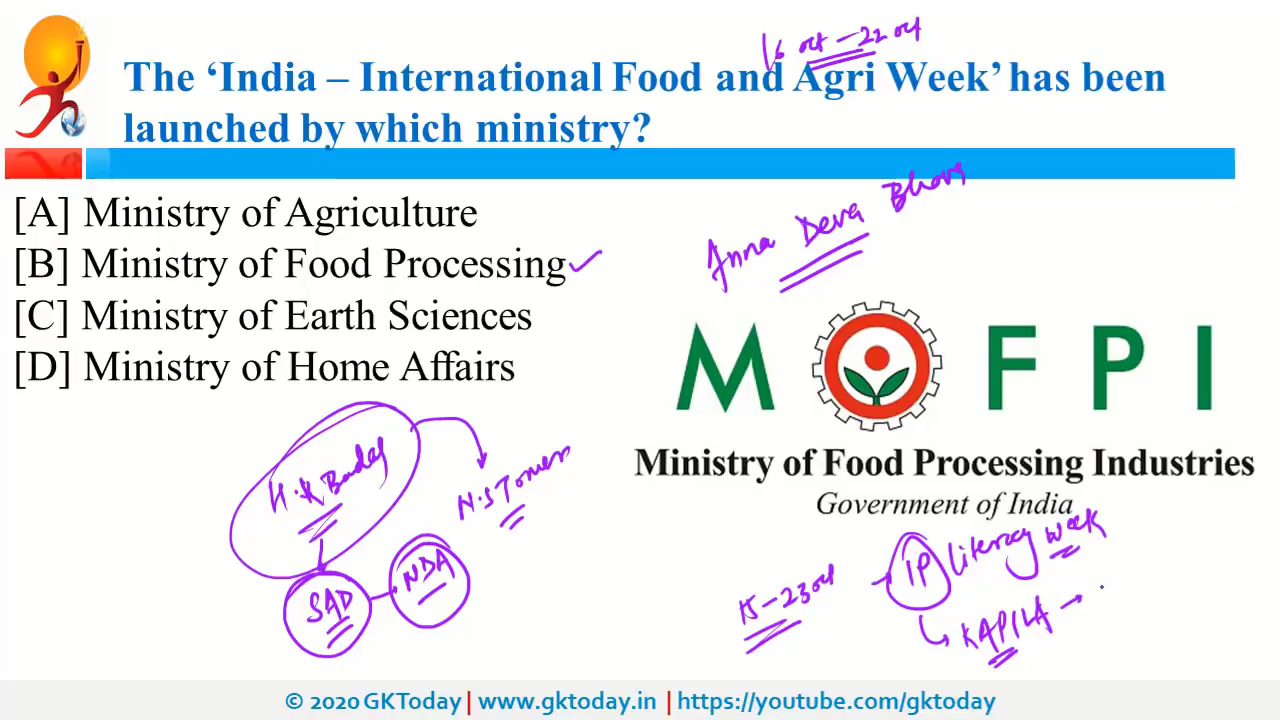 16 oct - 22 oct
The ‘India – International Food and Agri Week’ has been
launched by which ministry?
[A] Ministry of Agriculture
[B] Ministry of Food Processing
[C] Ministry of Earth Sciences
[D] Ministry of Home Affairs
Anna Deva Bhava
M FPI
Ministry of Food Processing Industries
Government of India
H.K Badal
N.S Tomer
SAD
NDA
15-23 oct
IP literacy week
KAPILA
© 2020 GKToday | www.gktoday.in | https://youtube.com/gktoday